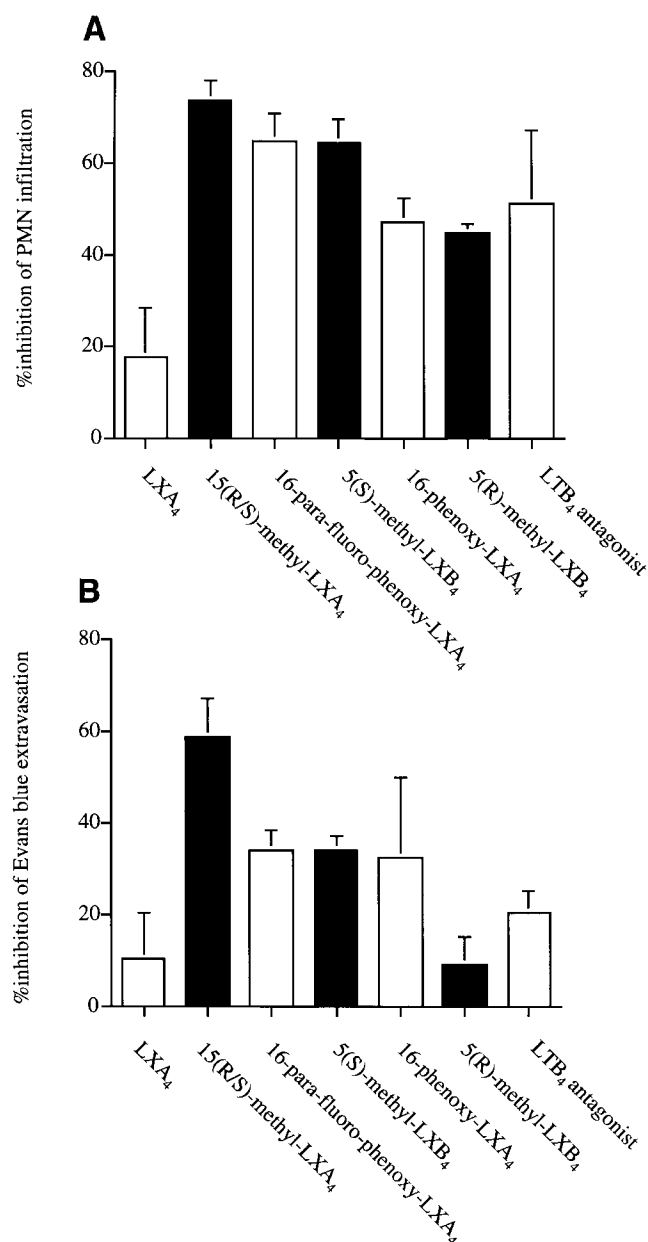 A
%inhibition of PMN infiltration
80
60
40
20
0
LXA4
15(R/S)-methyl-LXA4
16-para-fluoro-phenoxy-LXA4
5(S)-methyl-LXB4
16-phenoxy-LXA4
5(R)-methyl-LXB4
LTB4 antagonist
B
%inhibition of Evans blue extravasation
80
60
40
20
0
LXA4
15(R/S)-methyl-LXA4
16-para-fluoro-phenoxy-LXA4
5(S)-methyl-LXB4
16-phenoxy-LXA4
5(R)-methyl-LXB4
LTB4 antagonist